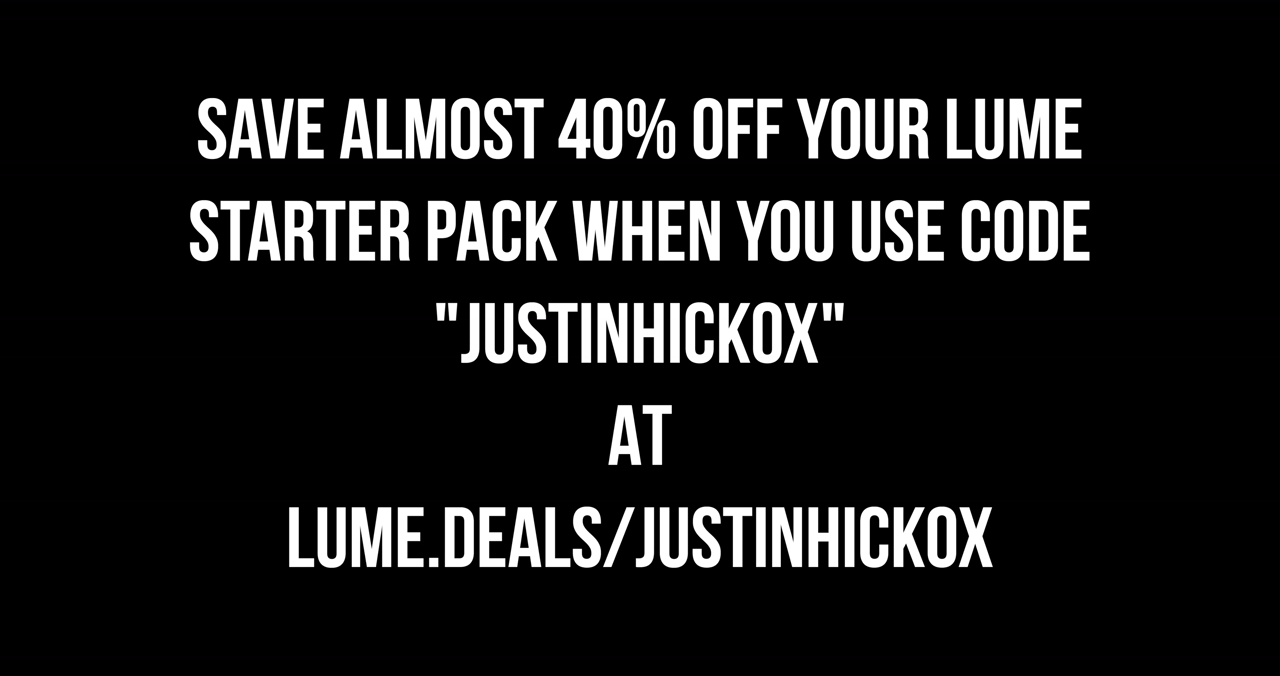 SAVE ALMOST 40% OFF YOUR LUME
STARTER PACK WHEN YOU USE CODE
"JUSTINHICKOX"
AT
LUME.DEALS/JUSTINHICKOX